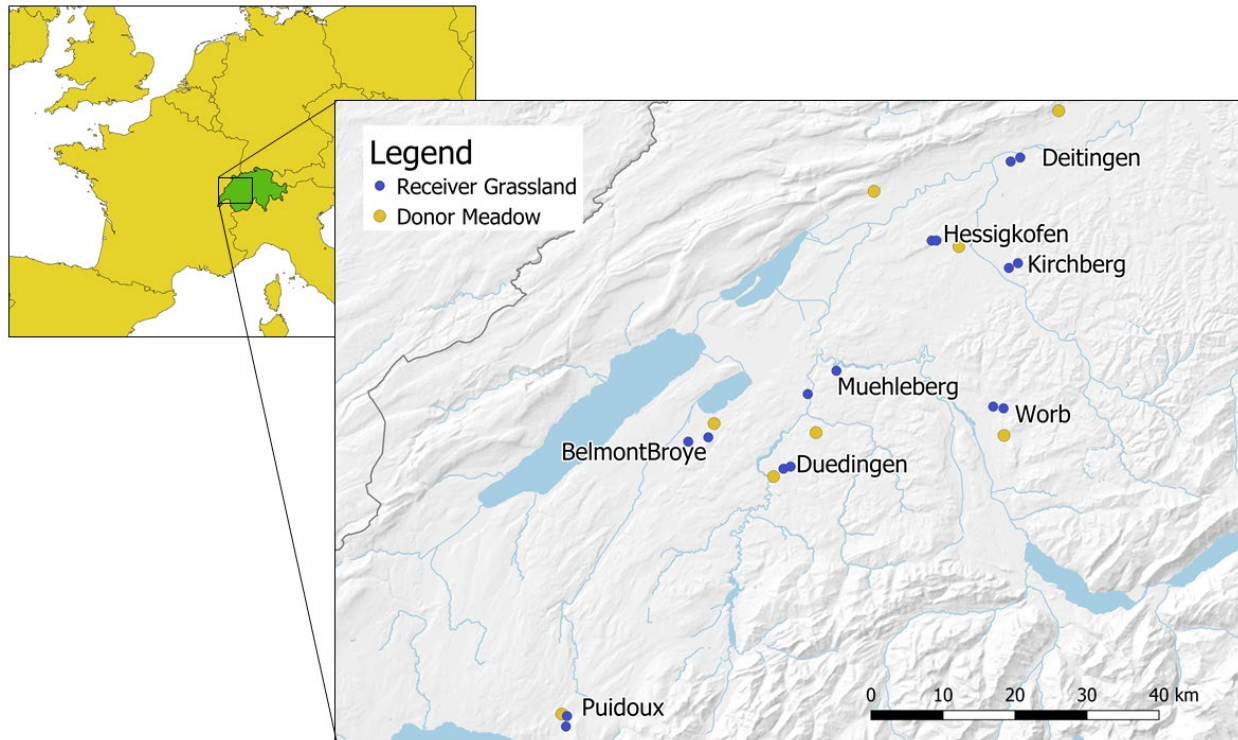 Legend
Receiver Grassland
Donor Meadow
Deitingen
Hessigkofen
Kirchberg
Muehleberg
Worb
BelmontBroye
Duedingen
Puidoux
0 10 20 30 40 km